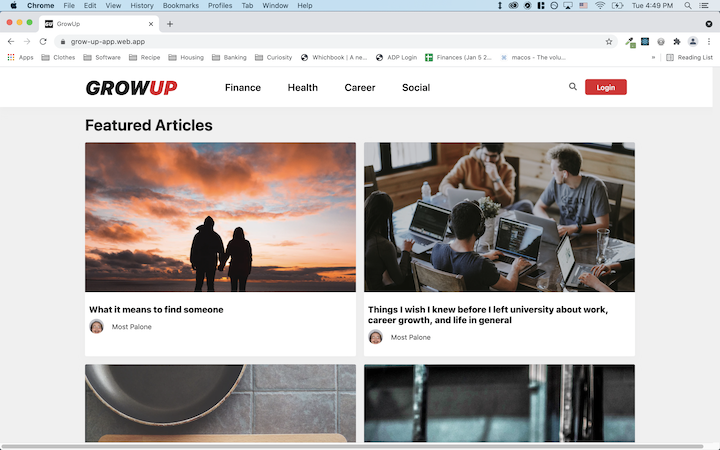 Chrome File Edit View History Bookmarks Profiles Tab Window Help Tue 4:49 PM
GrowUp
grow-up-app.web.app
Apps Clothes Software Recipe Housing Banking Curiosity Whichbook | A ne... ADP Login Finances (Jan 5 2... macos - The volu... » Reading List
GROWUP Finance Health Career Social Login
Featured Articles
What it means to find someone
Most Palone
Things I wish I knew before I left university about work,
career growth, and life in general
Most Palone